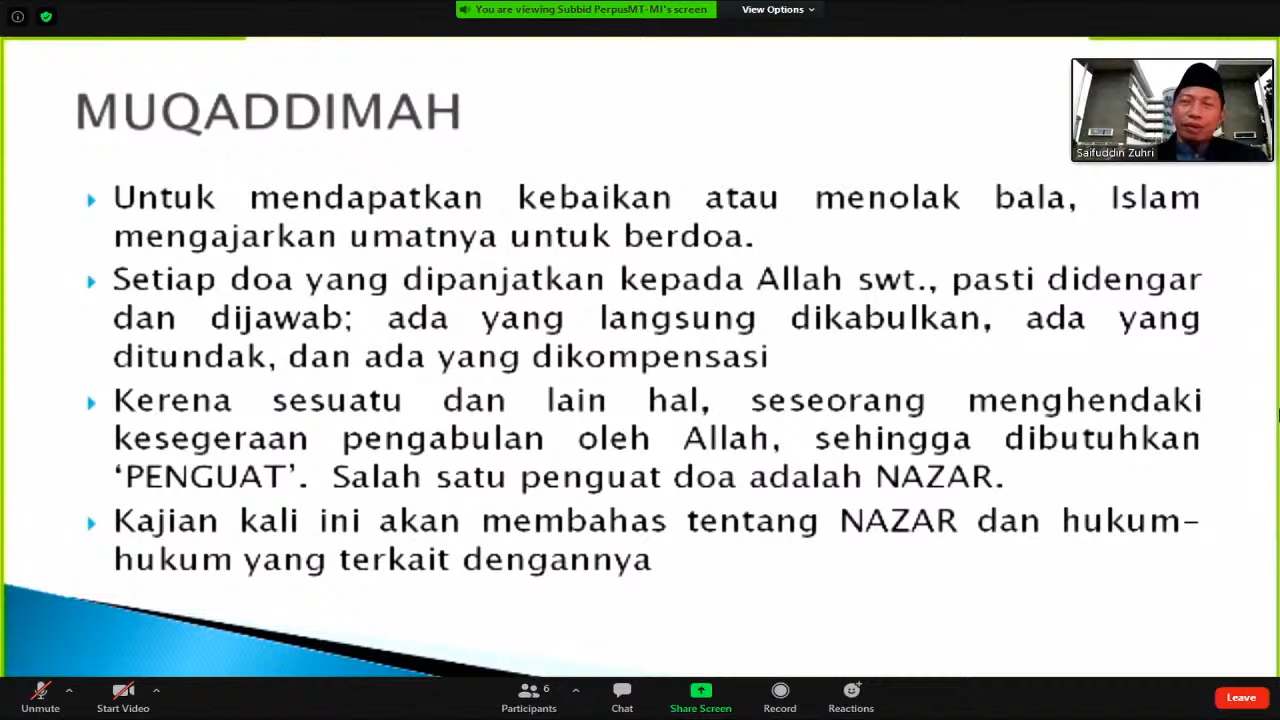 You are viewing Subbid PerpusMT-MI's screen
View Options
MUQADDIMAH
Saifuddin Zuhri
Untuk mendapatkan kebaikan atau menolak bala, Islam
mengajarkan umatnya untuk berdoa.
Setiap doa yang dipanjatkan kepada Allah swt., pasti didengar
dan dijawab; ada yang langsung dikabulkan, ada yang
ditundak, dan ada yang dikompensasi
Kerena sesuatu dan lain hal, seseorang menghendaki
kesegeraan pengabulan oleh Allah, sehingga dibutuhkan
‘PENGUAT’. Salah satu penguat doa adalah NAZAR.
Kajian kali ini akan membahas tentang NAZAR dan hukum-
hukum yang terkait dengannya
Unmute
Start Video
6
Participants
Chat
Share Screen
Record
Reactions
Leave